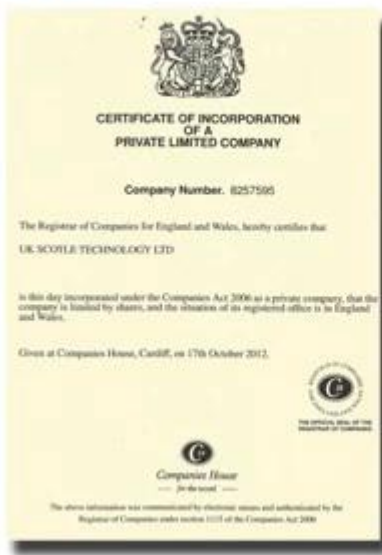 CERTIFICATE OF INCORPORATION
OF A
PRIVATE LIMITED COMPANY
Company Number. 8257595
The Registrar of Companies for England and Wales, hereby certifies that
UK SCOTLE TECHNOLOGY LTD
is this day incorporated under the Companies Act 2006 as a private company, that the
company is limited by shares, and the situation of its registered office is in England
and Wales.
Given at Companies House, Cardiff, on 17th October 2012.
THE OFFICIAL SEAL OF THE
REGISTRAR OF COMPANIES
Companies House
for the record
The above information was communicated by electronic means and authenticated by the
Registrar of Companies under section 1115 of the Companies Act 2006